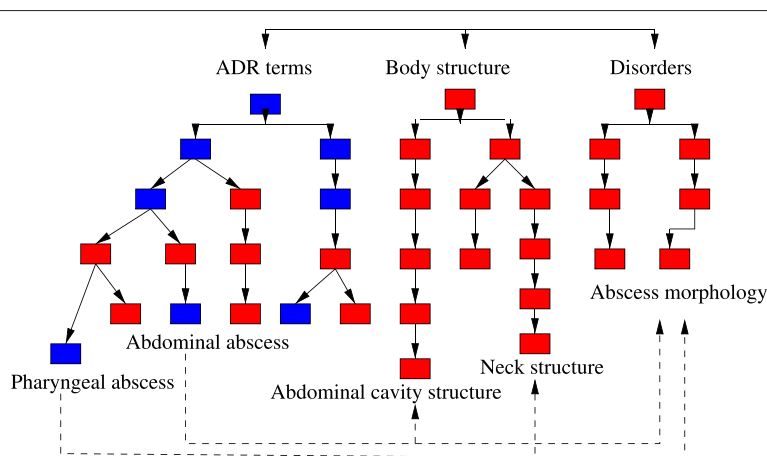 ADR terms
Body structure
Disorders
Abscess morphology
Abdominal abscess
Neck structure
Pharyngeal abscess
Abdominal cavity structure